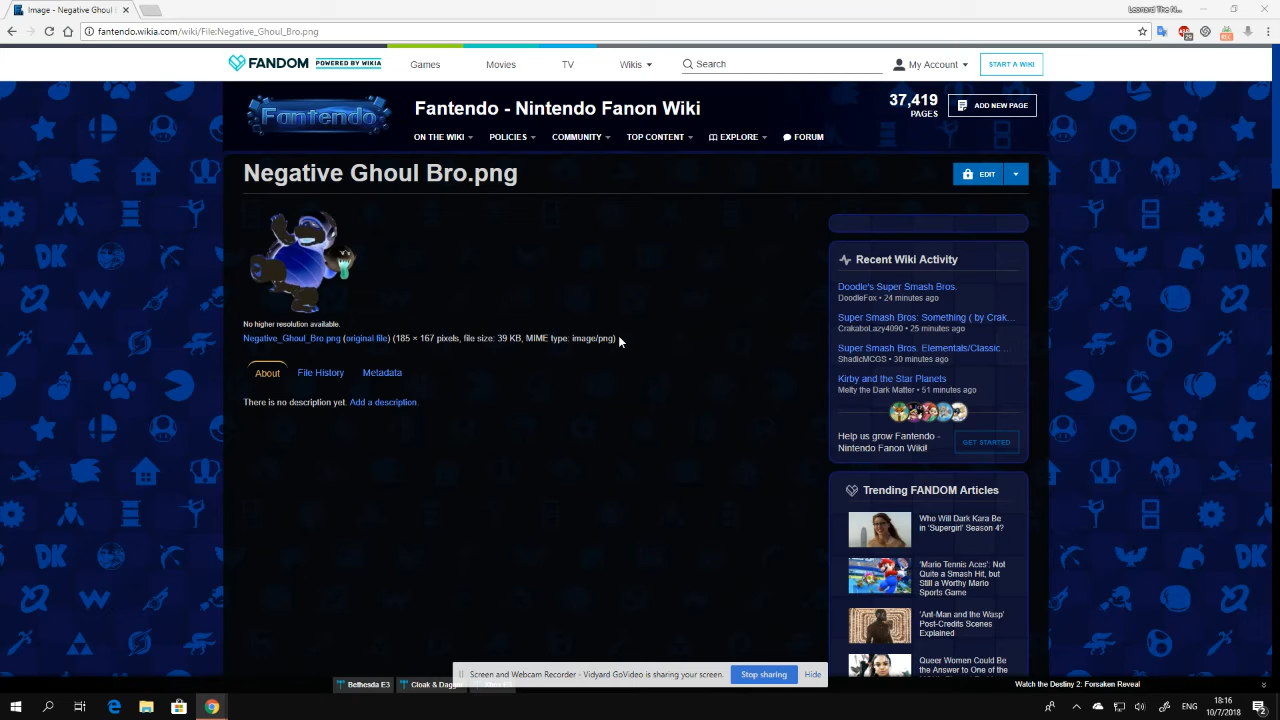 Image - Negative Ghoul B
Leonard The N...
fantendo.wikia.com/wiki/File:Negative_Ghoul_Bro.png
FANDOM POWERED BY WIKIA
Games
Movies
TV
Wikis
Search
My Account
START A WIKI
Fantendo
Fantendo - Nintendo Fanon Wiki
37,419
PAGES
ADD NEW PAGE
ON THE WIKI
POLICIES
COMMUNITY
TOP CONTENT
EXPLORE
FORUM
Negative Ghoul Bro.png
EDIT
No higher resolution available.
Negative_Ghoul_Bro.png (original file) (185 × 167 pixels, file size: 39 KB, MIME type: image/png)
About
File History
Metadata
There is no description yet. Add a description.
Recent Wiki Activity
Doodle's Super Smash Bros.
DoodleFox • 24 minutes ago
Super Smash Bros: Something ( by Crak...
CrakaboLazy4090 • 25 minutes ago
Super Smash Bros. Elementals/Classic ...
ShadicMCGS • 30 minutes ago
Kirby and the Star Planets
Melty the Dark Matter • 51 minutes ago
Help us grow Fantendo -
Nintendo Fanon Wiki!
GET STARTED
Trending FANDOM Articles
Who Will Dark Kara Be
in 'Supergirl' Season 4?
'Mario Tennis Aces': Not
Quite a Smash Hit, but
Still a Worthy Mario
Sports Game
'Ant-Man and the Wasp'
Post-Credits Scenes
Explained
Queer Women Could Be
the Answer to One of the
Screen and Webcam Recorder - Vidyard GoVideo is sharing your screen.
Stop sharing
Hide
Bethesda E3
Cloak & Dagge
Xbox E3
Watch the Destiny 2: Forsaken Reveal
18:16
10/7/2018